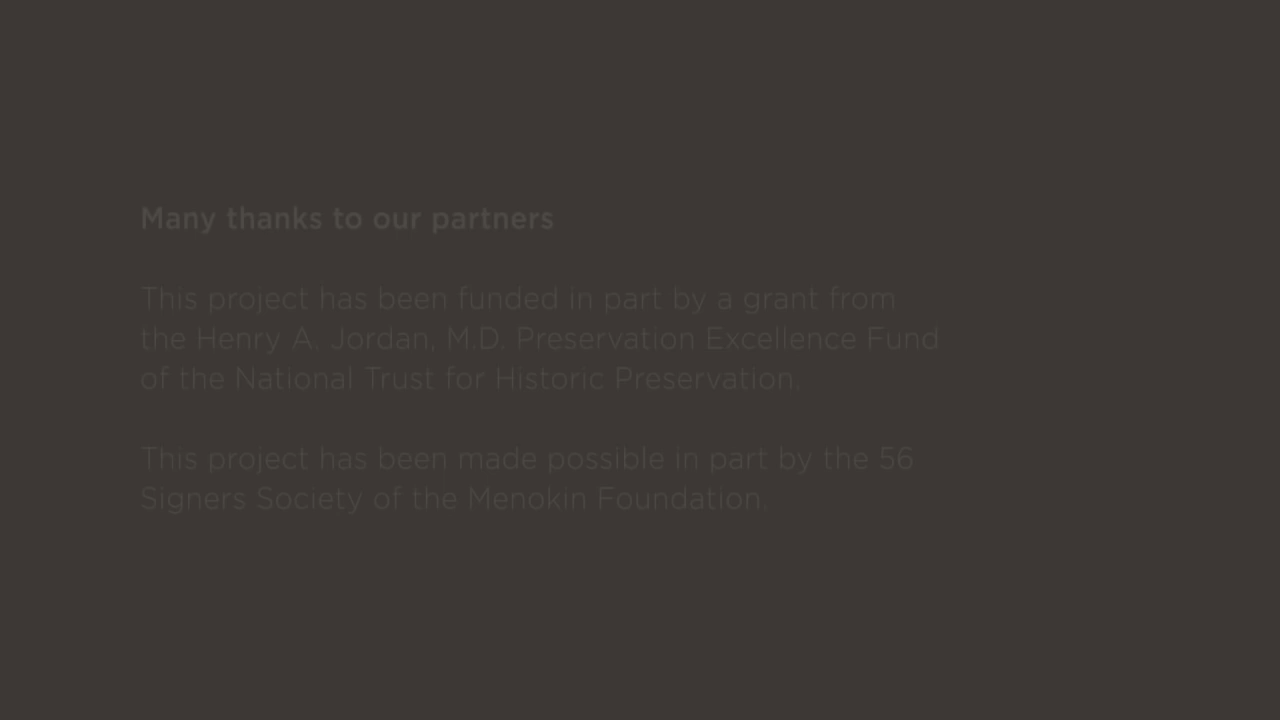 Many thanks to our partners
This project has been funded in part by a grant from
the Henry A. Jordan, M.D. Preservation Excellence Fund
of the National Trust for Historic Preservation.
This project has been made possible in part by the 56
Signers Society of the Menokin Foundation.